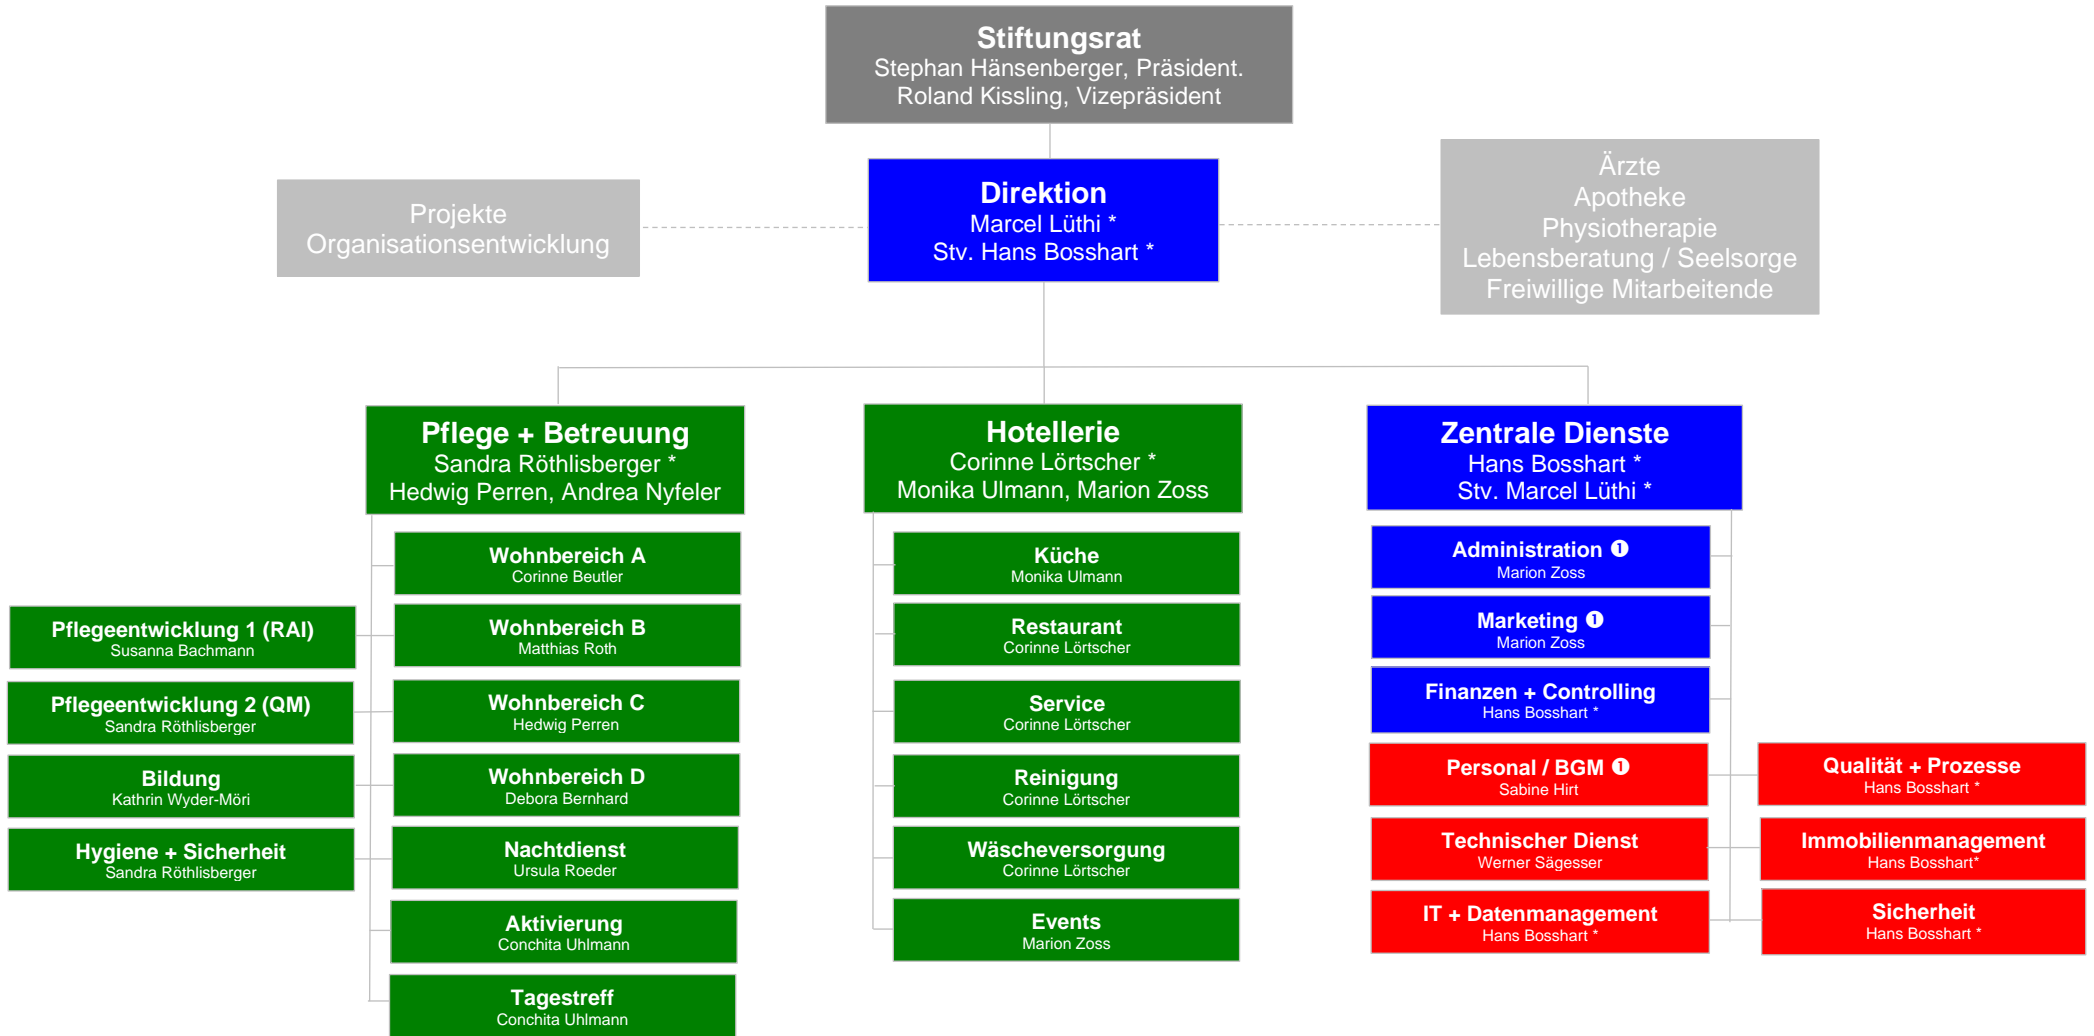 Stiftungsrat
Stephan Hänsenberger, Präsident.
Roland Kissling, Vizepräsident
Projekte
Organisationsentwicklung
Direktion
Marcel Lüthi *
Stv. Hans Bosshart *
Ärzte
Apotheke
Physiotherapie
Lebensberatung / Seelsorge
Freiwillige Mitarbeitende
Pflege + Betreuung
Sandra Röthlisberger *
Hedwig Perren, Andrea Nyfeler
Wohnbereich A
Corinne Beutler
Wohnbereich B
Matthias Roth
Wohnbereich C
Hedwig Perren
Wohnbereich D
Debora Bernhard
Nachtdienst
Ursula Roeder
Aktivierung
Conchita Uhlmann
Tagestreff
Conchita Uhlmann
Pflegeentwicklung 1 (RAI)
Susanna Bachmann
Pflegeentwicklung 2 (QM)
Sandra Röthlisberger
Bildung
Kathrin Wyder-Möri
Hygiene + Sicherheit
Sandra Röthlisberger
Hotellerie
Corinne Lörtscher *
Monika Ulmann, Marion Zoss
Küche
Monika Ulmann
Restaurant
Corinne Lörtscher
Service
Corinne Lörtscher
Reinigung
Corinne Lörtscher
Wäscheversorgung
Corinne Lörtscher
Events
Marion Zoss
Zentrale Dienste
Hans Bosshart *
Stv. Marcel Lüthi *
Administration ❶
Marion Zoss
Marketing ❶
Marion Zoss
Finanzen + Controlling
Hans Bosshart *
Personal / BGM ❶
Sabine Hirt
Technischer Dienst
Werner Sägesser
IT + Datenmanagement
Hans Bosshart *
Qualität + Prozesse
Hans Bosshart *
Immobilienmanagement
Hans Bosshart*
Sicherheit
Hans Bosshart *